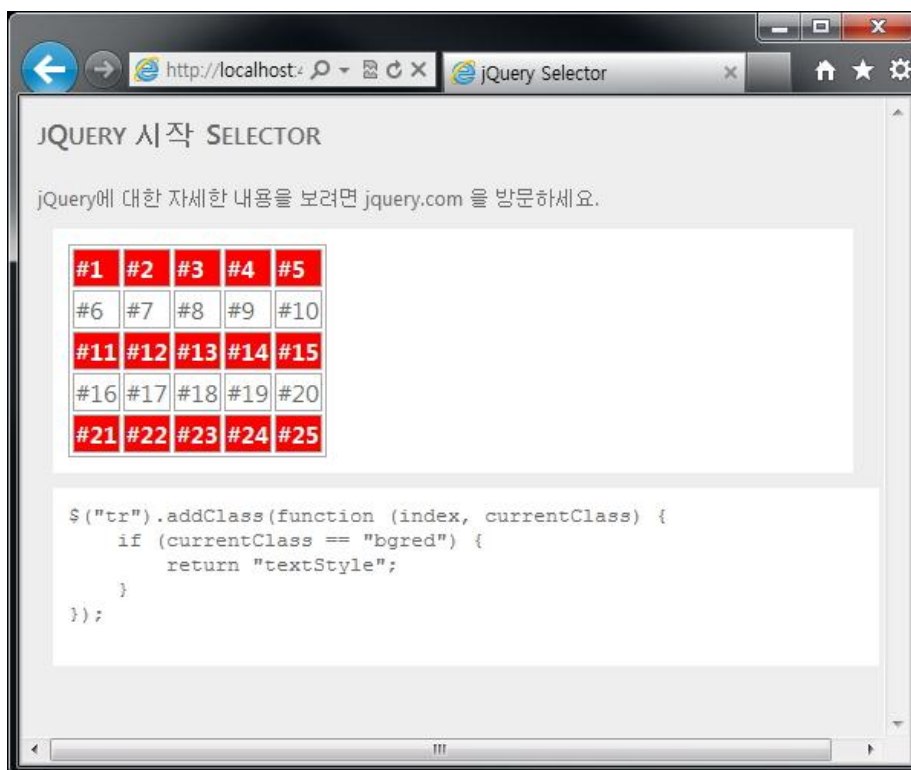 http://localhost:4
jQuery Selector
JQUERY 시작 SELECTOR
jQuery에 대한 자세한 내용을 보려면 jquery.com 을 방문하세요.
#1 #2 #3 #4 #5
#6 #7 #8 #9 #10
#11 #12 #13 #14 #15
#16 #17 #18 #19 #20
#21 #22 #23 #24 #25
$("tr").addClass(function (index, currentClass) {
    if (currentClass == "bgred") {
        return "textStyle";
    }
});